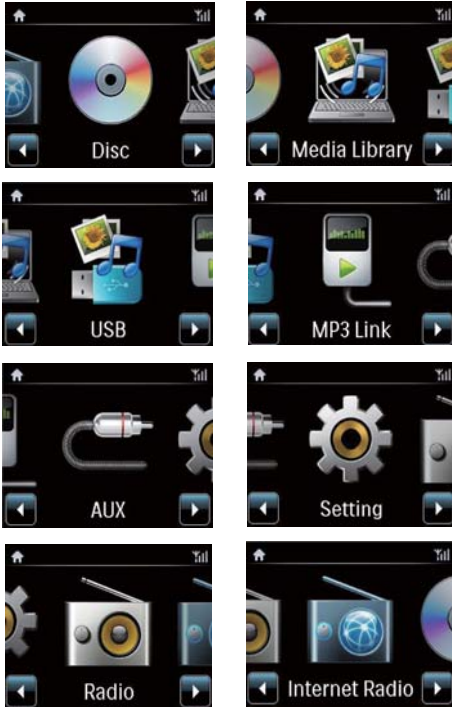 Disc
Media Library
USB
MP3 Link
AUX
Setting
Radio
Internet Radio